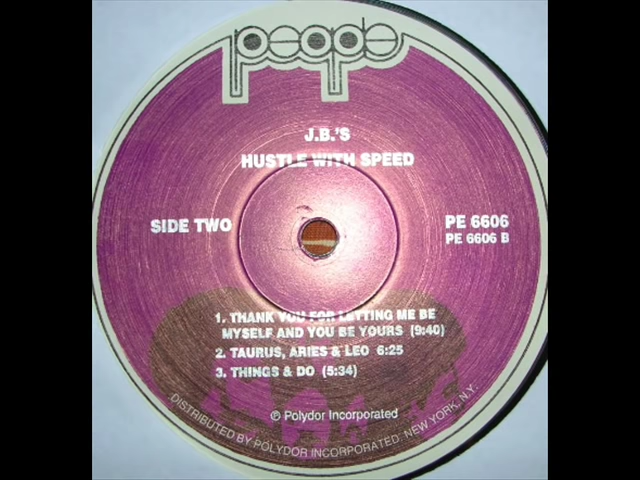 people
J.B.'S
HUSTLE WITH SPEED
SIDE TWO
PE 6606
PE 6606 B
1. THANK YOU FOR LETTING ME BE
MYSELF AND YOU BE YOURS (9:40)
2. TAURUS, ARIES & LEO 6:25
3. THINGS & DO (5:34)
℗ Polydor Incorporated
DISTRIBUTED BY POLYDOR INCORPORATED. NEW YORK, N.Y.